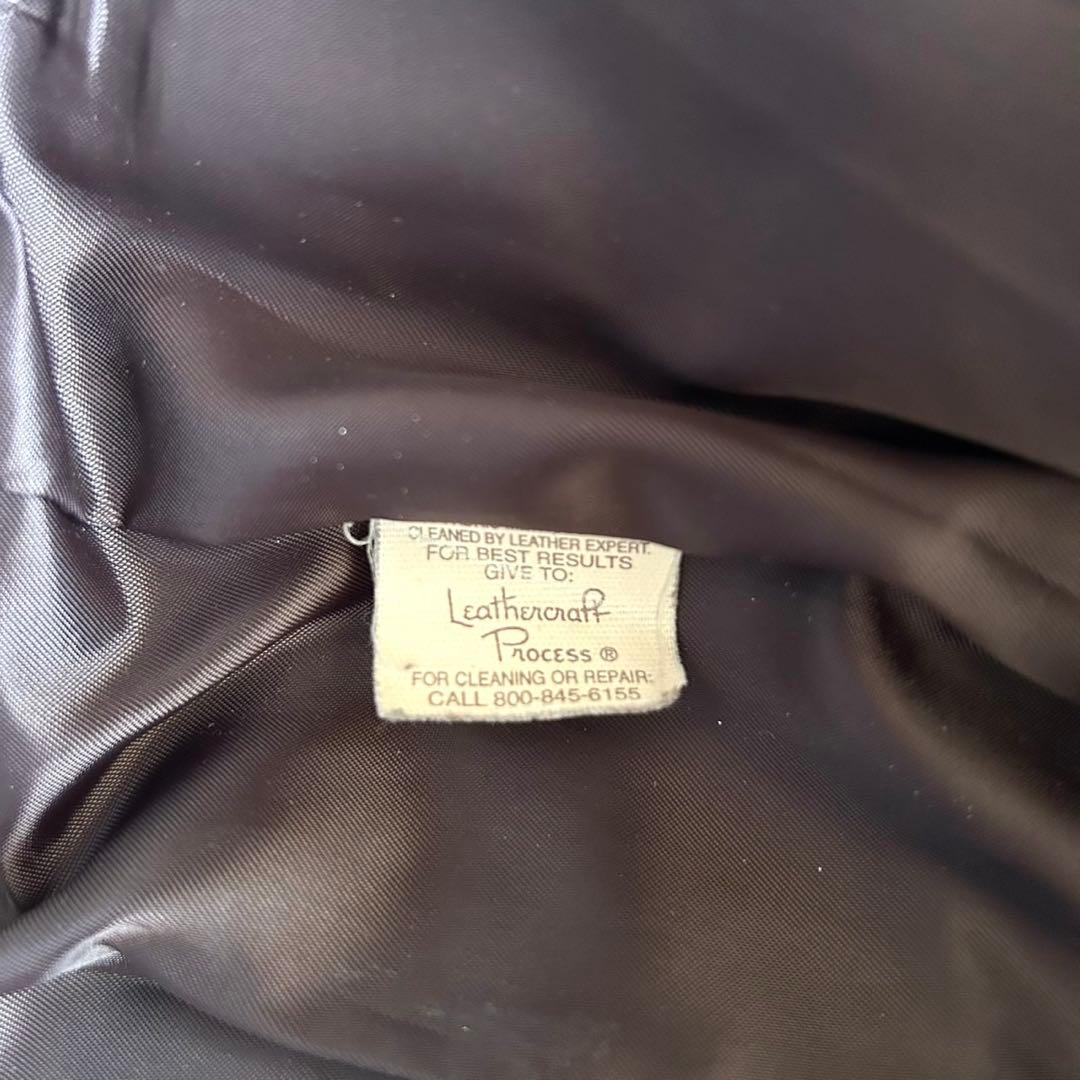 CLEANED BY LEATHER EXPERT.
FOR BEST RESULTS
GIVE TO:
Leathercraft
Process ®
FOR CLEANING OR REPAIR:
CALL 800-845-6155